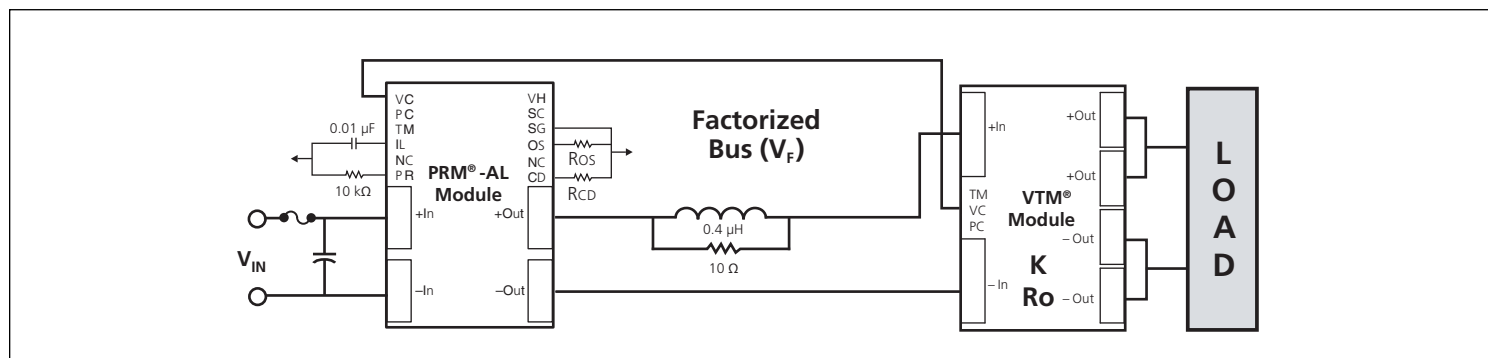 VC
PC
TM
IL
NC
PR
VH
SC
SG
OS
NC
CD
0.01 µF
10 kΩ
PRM®-AL
Module
ROS
RCD
+In
–In
+Out
–Out
VIN
Factorized
Bus (VF)
0.4 µH
10 Ω
+In
– In
TM
VC
PC
+Out
+Out
– Out
– Out
VTM®
Module
K
Ro
LOAD